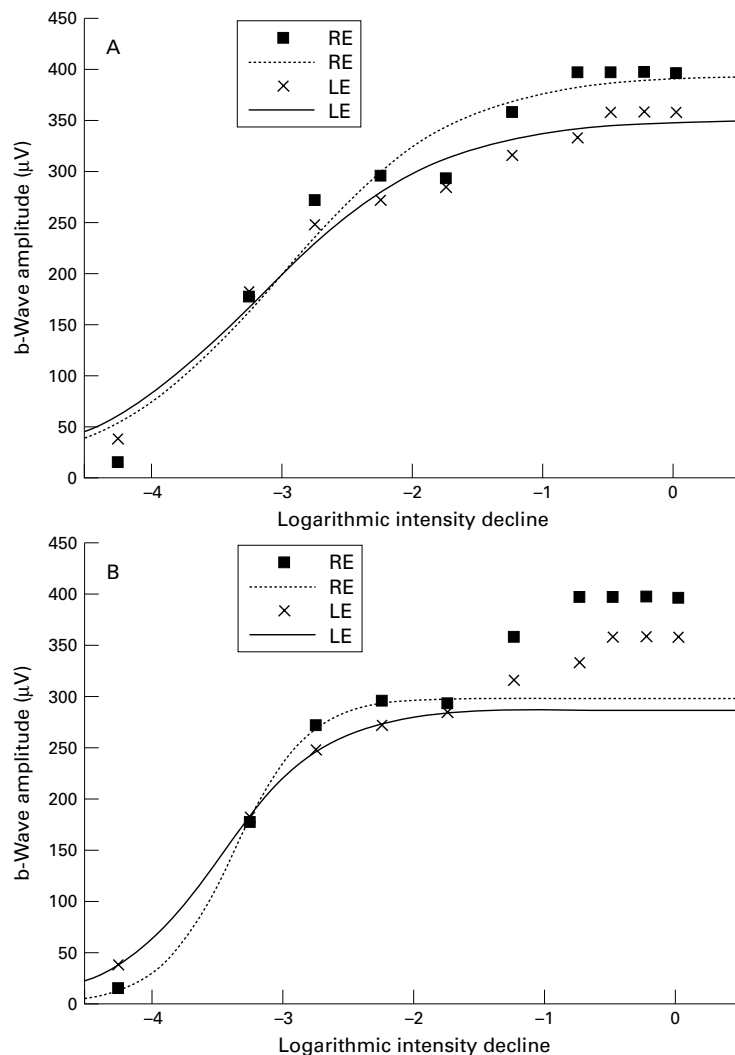 A
RE
RE
LE
LE
450
400
350
300
250
200
150
100
50
0
b-Wave amplitude (μV)
–4
–3
–2
–1
0
Logarithmic intensity decline
B
RE
RE
LE
LE
450
400
350
300
250
200
150
100
50
0
b-Wave amplitude (μV)
–4
–3
–2
–1
0
Logarithmic intensity decline